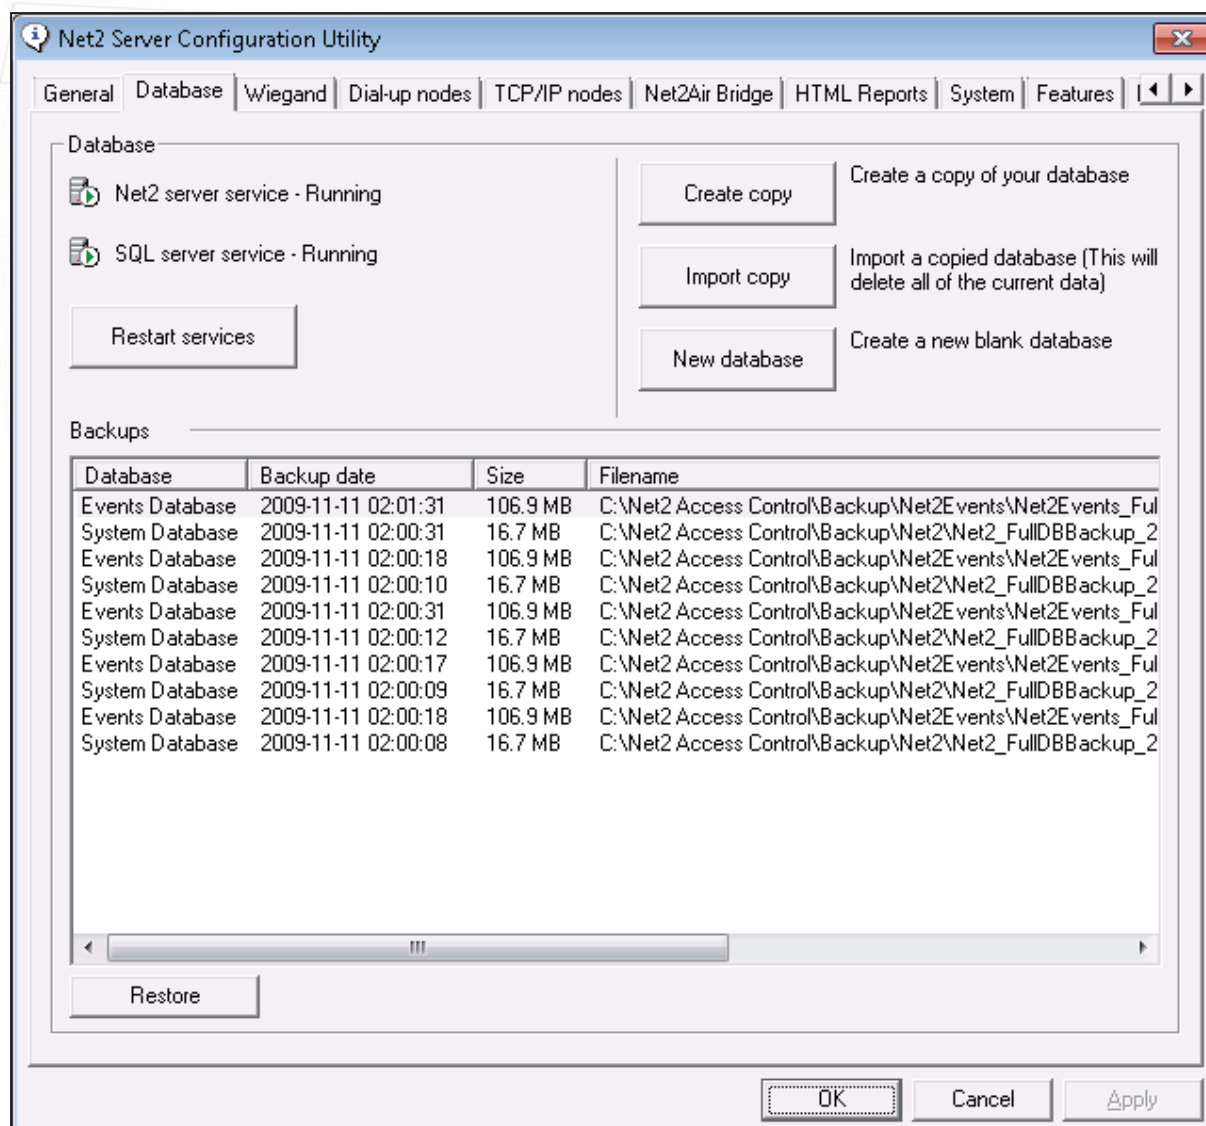 Net2 Server Configuration Utility
General Database Wiegand Dial-up nodes TCP/IP nodes Net2Air Bridge HTML Reports System Features
Database
Net2 server service - Running
SQL server service - Running
Restart services
Create copy
Create a copy of your database
Import copy
Import a copied database (This will
delete all of the current data)
New database
Create a new blank database
Backups
Database Backup date Size Filename
Events Database 2009-11-11 02:01:31 106.9 MB C:\Net2 Access Control\Backup\Net2Events\Net2Events_Ful
System Database 2009-11-11 02:00:31 16.7 MB C:\Net2 Access Control\Backup\Net2\Net2_FullDBBackup_2
Events Database 2009-11-11 02:00:18 106.9 MB C:\Net2 Access Control\Backup\Net2Events\Net2Events_Ful
System Database 2009-11-11 02:00:10 16.7 MB C:\Net2 Access Control\Backup\Net2\Net2_FullDBBackup_2
Events Database 2009-11-11 02:00:31 106.9 MB C:\Net2 Access Control\Backup\Net2Events\Net2Events_Ful
System Database 2009-11-11 02:00:12 16.7 MB C:\Net2 Access Control\Backup\Net2\Net2_FullDBBackup_2
Events Database 2009-11-11 02:00:17 106.9 MB C:\Net2 Access Control\Backup\Net2Events\Net2Events_Ful
System Database 2009-11-11 02:00:09 16.7 MB C:\Net2 Access Control\Backup\Net2\Net2_FullDBBackup_2
Events Database 2009-11-11 02:00:18 106.9 MB C:\Net2 Access Control\Backup\Net2Events\Net2Events_Ful
System Database 2009-11-11 02:00:08 16.7 MB C:\Net2 Access Control\Backup\Net2\Net2_FullDBBackup_2
Restore
OK Cancel Apply